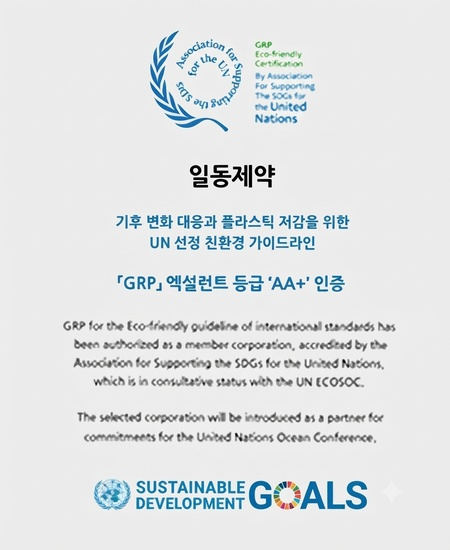 Association for Supporting the SDGs for the UN
GRP
Eco-friendly
Certification
By Association
For Supporting
The SDGs for
the United
Nations
일동제약
기후 변화 대응과 플라스틱 저감을 위한
UN 선정 친환경 가이드라인
「GRP」 엑설런트 등급 'AA+' 인증
GRP for the Eco-friendly guideline of international standards has
been authorized as a member corporation, accredited by the
Association for Supporting the SDGs for the United Nations,
which is in consultative status with the UN ECOSOC.
The selected corporation will be introduced as a partner for
commitments for the United Nations Ocean Conference.
SUSTAINABLE
DEVELOPMENT
GOALS